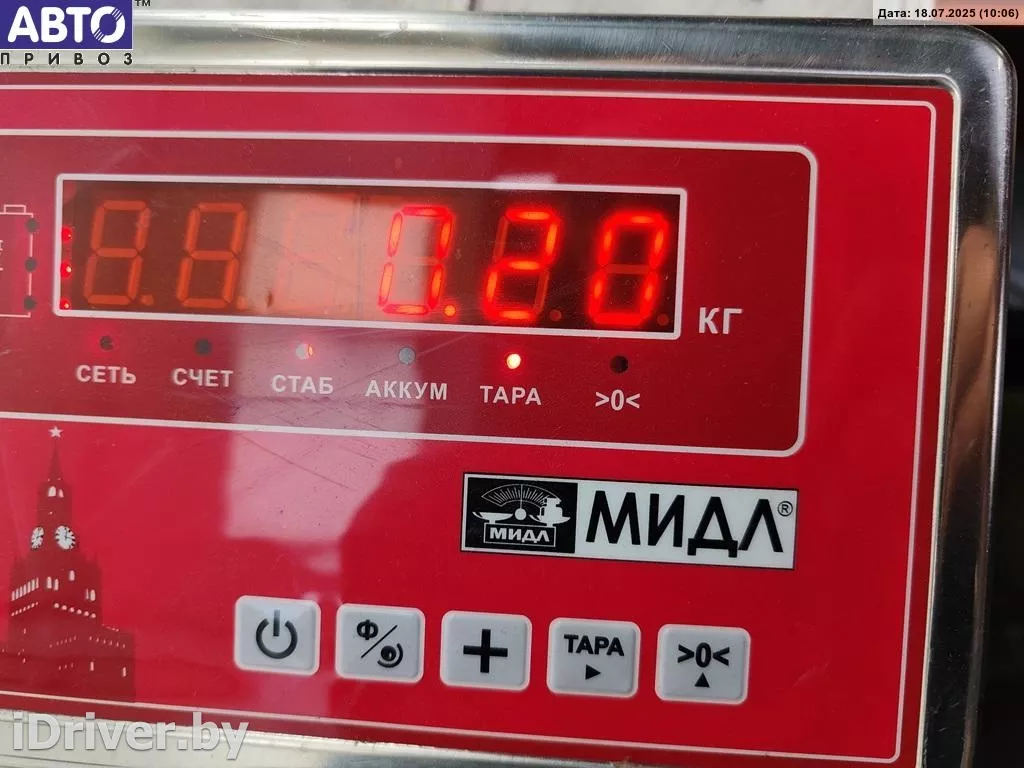 АВТО™
ПРИВОЗ
Дата: 18.07.2025 (10:06)
0.20
КГ
СЕТЬ СЧЕТ СТАБ АККУМ ТАРА >0<
МИДЛ МИДЛ®
Ф ТАРА >0<
iDriver.by